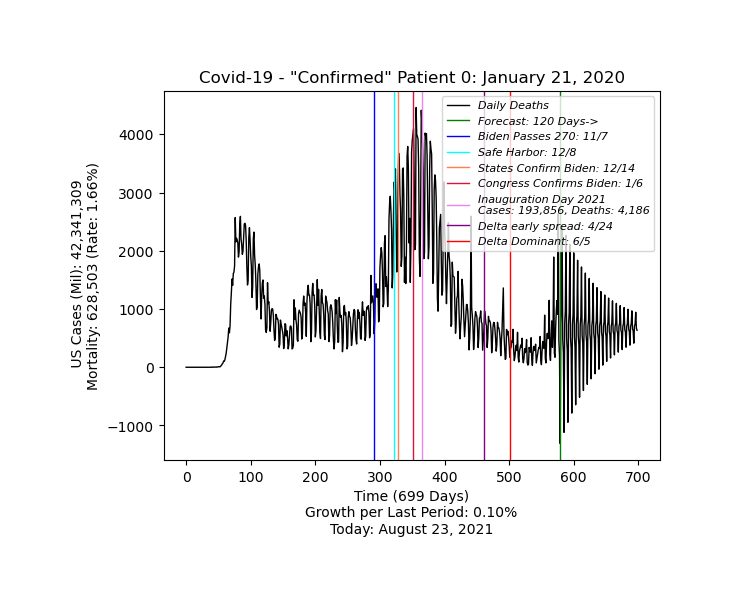 Covid-19 - "Confirmed" Patient 0: January 21, 2020
Daily Deaths
Forecast: 120 Days->
Biden Passes 270: 11/7
Safe Harbor: 12/8
States Confirm Biden: 12/14
Congress Confirms Biden: 1/6
Inauguration Day 2021
Cases: 193,856, Deaths: 4,186
Delta early spread: 4/24
Delta Dominant: 6/5
US Cases (Mil): 42,341,309
Mortality: 628,503 (Rate: 1.66%)
4000
3000
2000
1000
0
−1000
0 100 200 300 400 500 600 700
Time (699 Days)
Growth per Last Period: 0.10%
Today: August 23, 2021